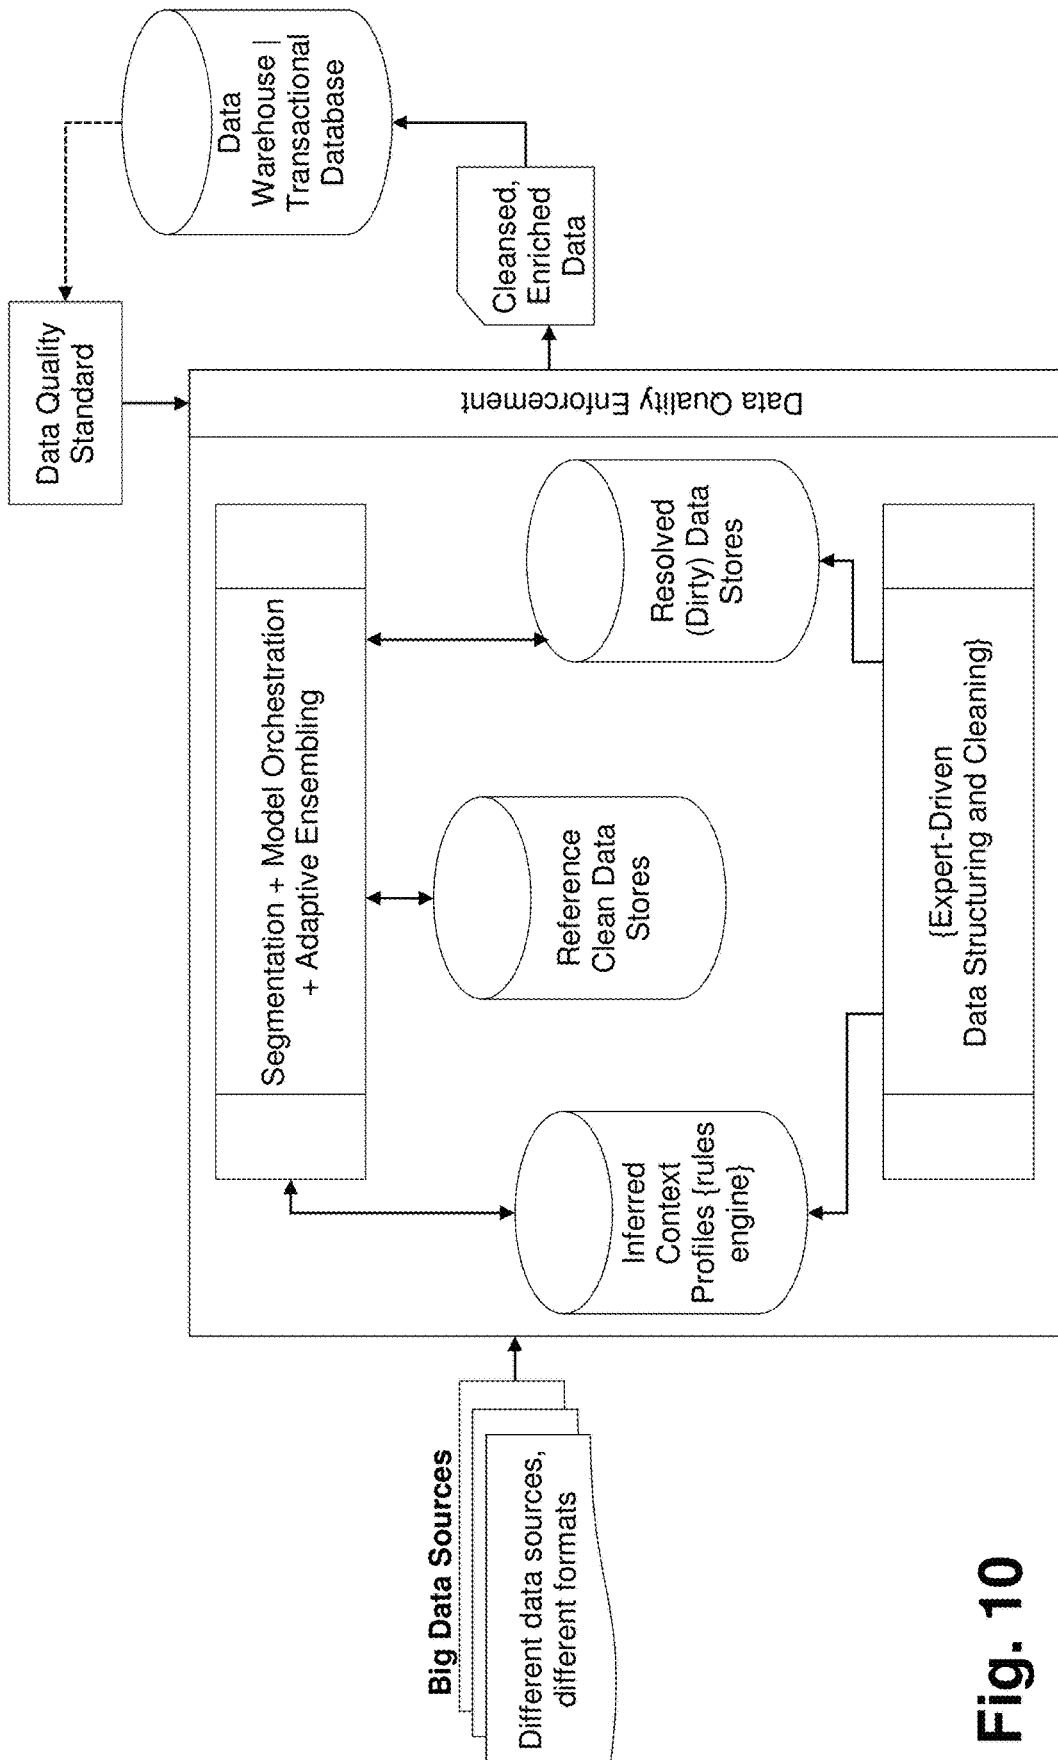 Big Data Sources
Different data sources,
different formats
Segmentation + Model Orchestration
+ Adaptive Ensembling
Inferred
Context
Profiles {rules
engine}
Reference
Clean Data
Stores
Resolved
(Dirty) Data
Stores
{Expert-Driven
Data Structuring and Cleaning}
Data Quality Enforcement
Data Quality
Standard
Cleansed,
Enriched
Data
Data
Warehouse |
Transactional
Database
Fig. 10